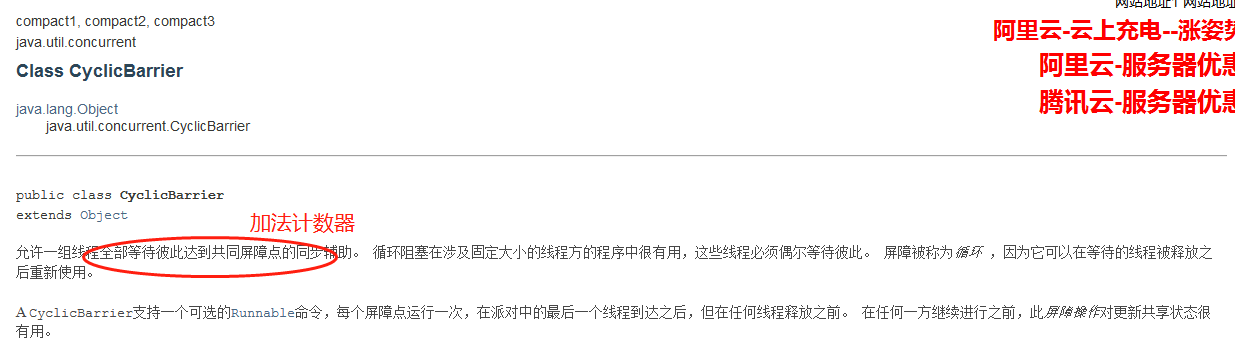 网站地址1 网站地址
compact1, compact2, compact3
阿里云-云上充电--涨姿势
java.util.concurrent
Class CyclicBarrier
阿里云-服务器优惠
腾讯云-服务器优惠
java.lang.Object
java.util.concurrent.CyclicBarrier
public class CyclicBarrier
extends Object
加法计数器
允许一组线程全部等待彼此达到共同屏障点的同步辅助。 循环阻塞在涉及固定大小的线程方的程序中很有用，这些线程必须偶尔等待彼此。 屏障被称为循环 ，因为它可以在等待的线程被释放之
后重新使用。
A CyclicBarrier支持一个可选的Runnable命令，每个屏障点运行一次，在派对中的最后一个线程到达之后，但在任何线程释放之前。 在任何一方继续进行之前，此屏障操作对更新共享状态很
有用。